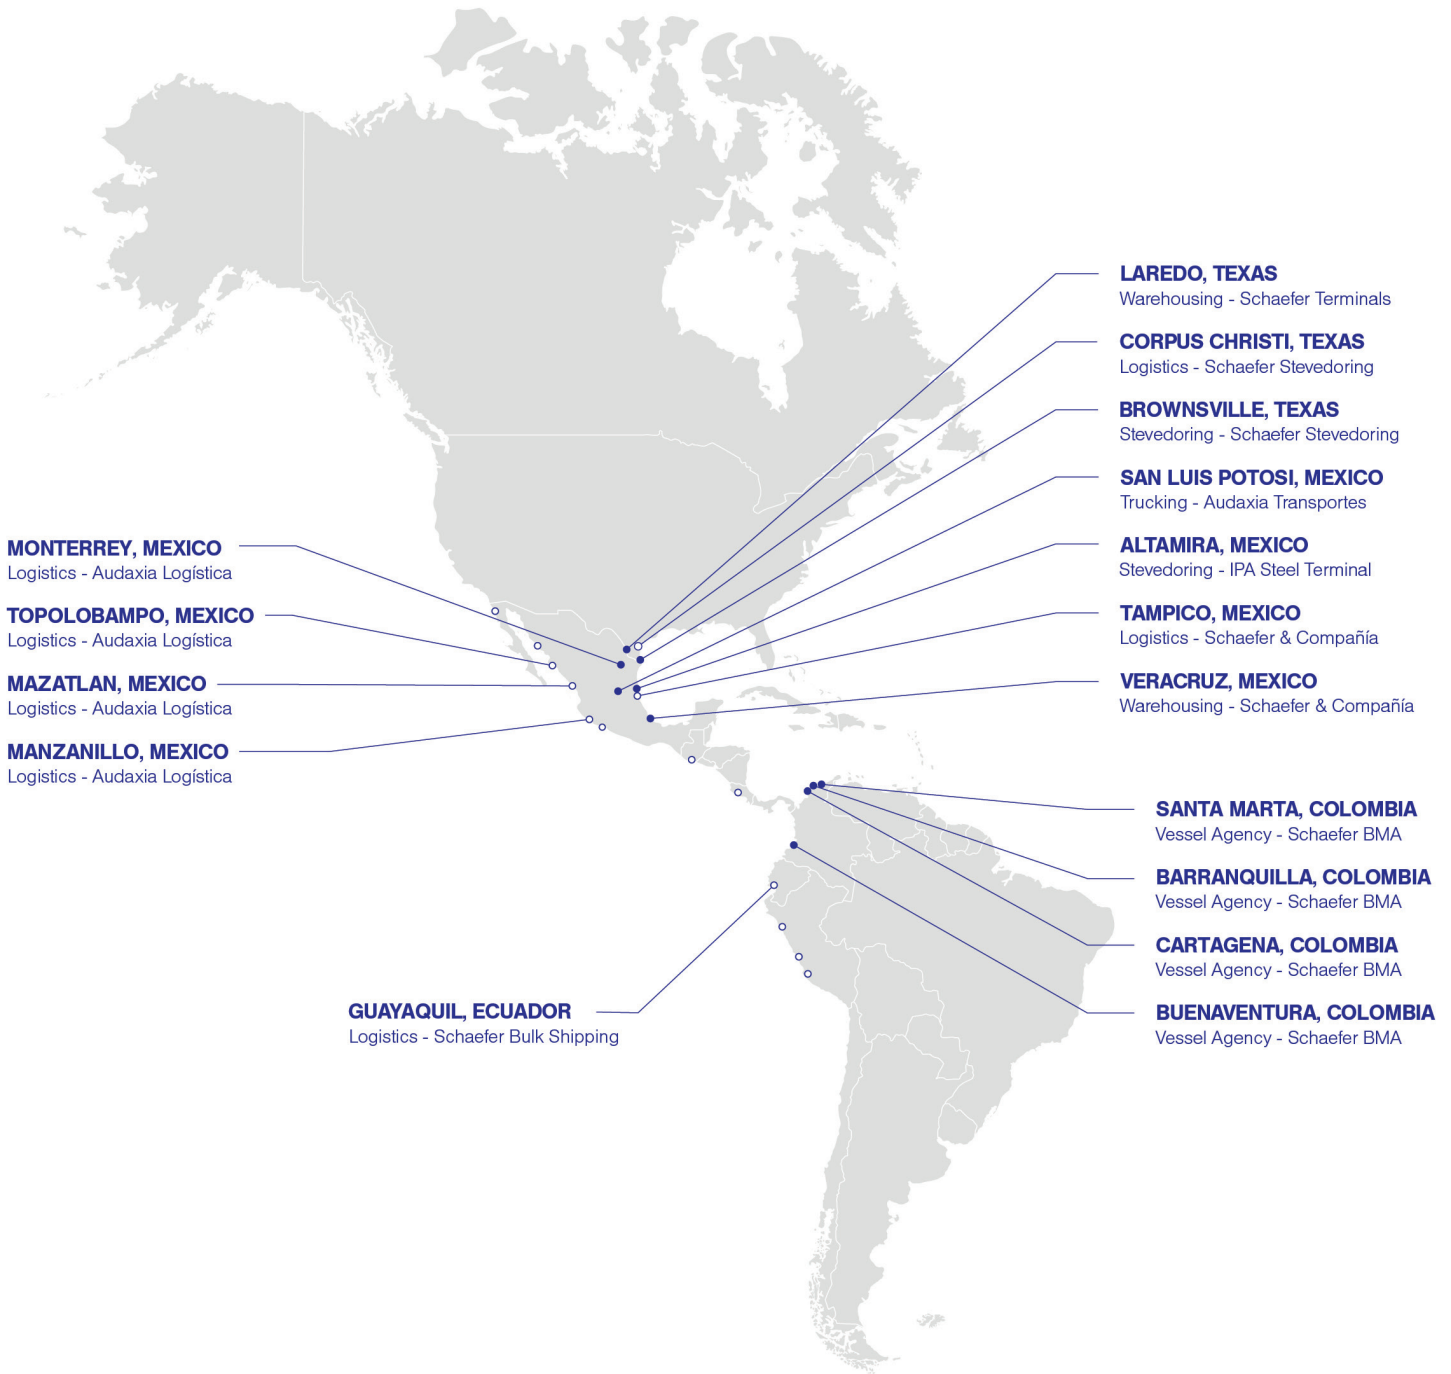 LAREDO, TEXAS
Warehousing - Schaefer Terminals
CORPUS CHRISTI, TEXAS
Logistics - Schaefer Stevedoring
BROWNSVILLE, TEXAS
Stevedoring - Schaefer Stevedoring
SAN LUIS POTOSI, MEXICO
Trucking - Audaxia Transportes
ALTAMIRA, MEXICO
Stevedoring - IPA Steel Terminal
TAMPICO, MEXICO
Logistics - Schaefer & Compañía
VERACRUZ, MEXICO
Warehousing - Schaefer & Compañía
MONTERREY, MEXICO
Logistics - Audaxia Logística
TOPOLOBAMPO, MEXICO
Logistics - Audaxia Logística
MAZATLAN, MEXICO
Logistics - Audaxia Logística
MANZANILLO, MEXICO
Logistics - Audaxia Logística
SANTA MARTA, COLOMBIA
Vessel Agency - Schaefer BMA
BARRANQUILLA, COLOMBIA
Vessel Agency - Schaefer BMA
CARTAGENA, COLOMBIA
Vessel Agency - Schaefer BMA
BUENAVENTURA, COLOMBIA
Vessel Agency - Schaefer BMA
GUAYAQUIL, ECUADOR
Logistics - Schaefer Bulk Shipping